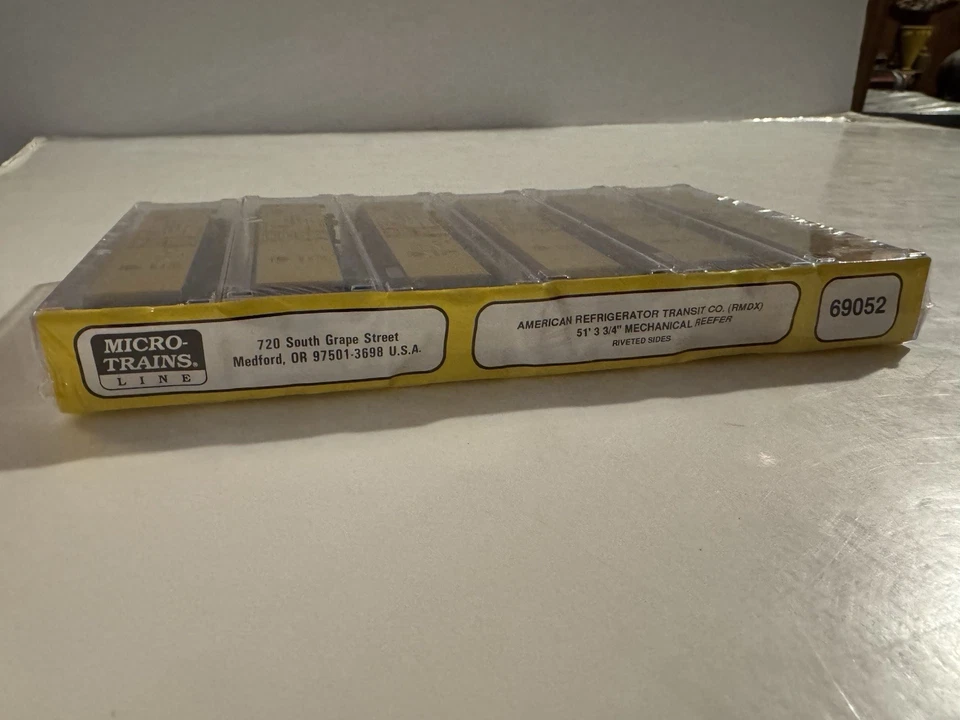 MICRO-
TRAINS.®
LINE
720 South Grape Street
Medford, OR 97501-3698 U.S.A.
AMERICAN REFRIGERATOR TRANSIT CO. (RMDX)
51' 3 3/4" MECHANICAL REEFER
RIVETED SIDES
69052